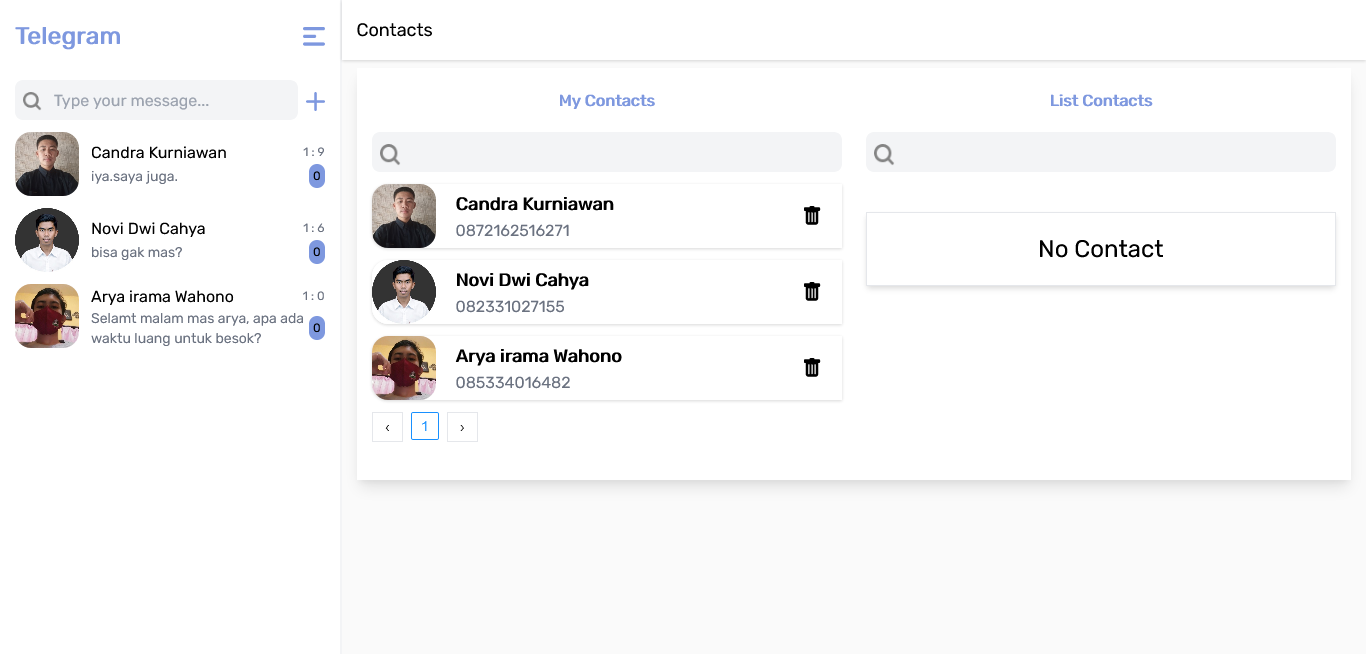 Telegram
Type your message...
Candra Kurniawan
1 : 9
iya.saya juga.
0
Novi Dwi Cahya
1 : 6
bisa gak mas?
0
Arya irama Wahono
1 : 0
Selamt malam mas arya, apa ada
waktu luang untuk besok?
0
Contacts
My Contacts
Candra Kurniawan
0872162516271
Novi Dwi Cahya
082331027155
Arya irama Wahono
085334016482
‹ 1 ›
List Contacts
No Contact